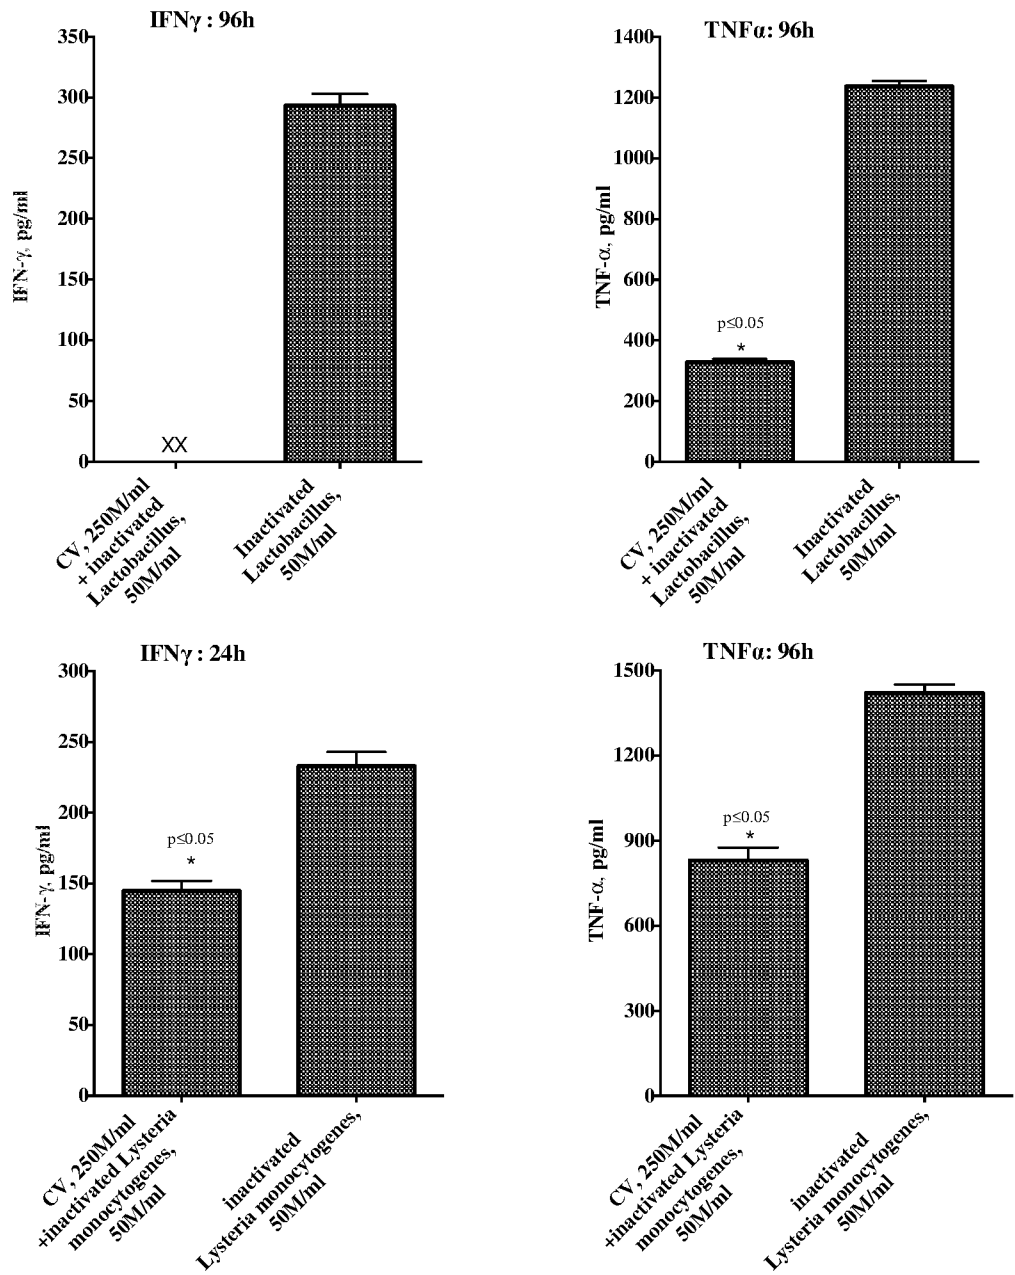 IFNγ : 96h
350
300
250
200
150
100
50
0
IFN-γ, pg/ml
XX
CV, 250M/ml
+ inactivated
Lactobacillus,
50M/ml
Inactivated
Lactobacillus,
50M/ml
TNFα: 96h
1400
1200
1000
800
600
400
200
0
TNF-α, pg/ml
p≤0.05
*
CV, 250M/ml
+ inactivated
Lactobacillus,
50M/ml
Inactivated
Lactobacillus,
50M/ml
IFNγ : 24h
300
250
200
150
100
50
0
IFN-γ, pg/ml
p≤0.05
*
CV, 250M/ml
+inactivated Lysteria
monocytogenes,
50M/ml
inactivated
Lysteria monocytogenes,
50M/ml
TNFα: 96h
1500
1200
900
600
300
0
TNF-α, pg/ml
p≤0.05
*
CV, 250M/ml
+inactivated Lysteria
monocytogenes,
50M/ml
inactivated
Lysteria monocytogenes,
50M/ml